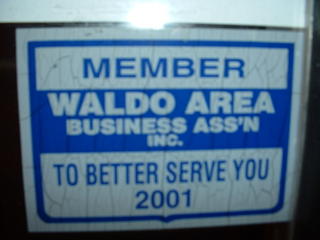 MEMBER
WALDO AREA
BUSINESS ASS'N
INC.
TO BETTER SERVE YOU
2001